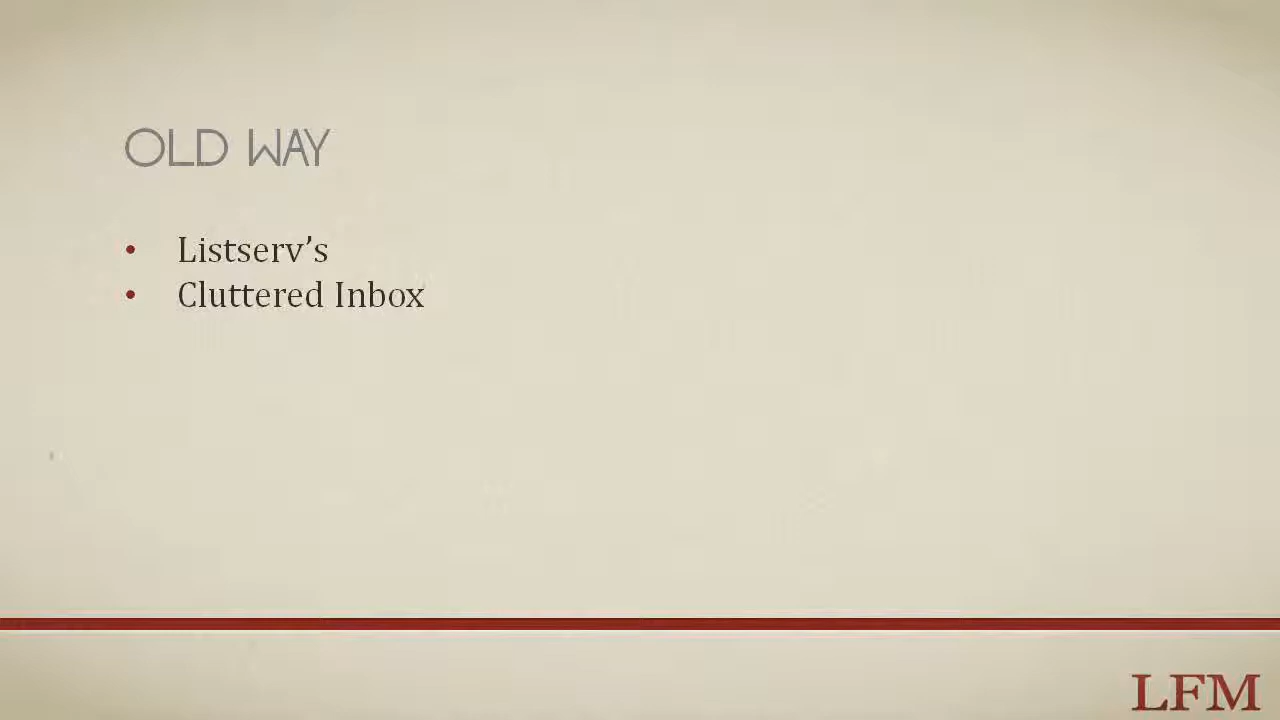 OLD WAY
• Listserv’s
• Cluttered Inbox
LFM